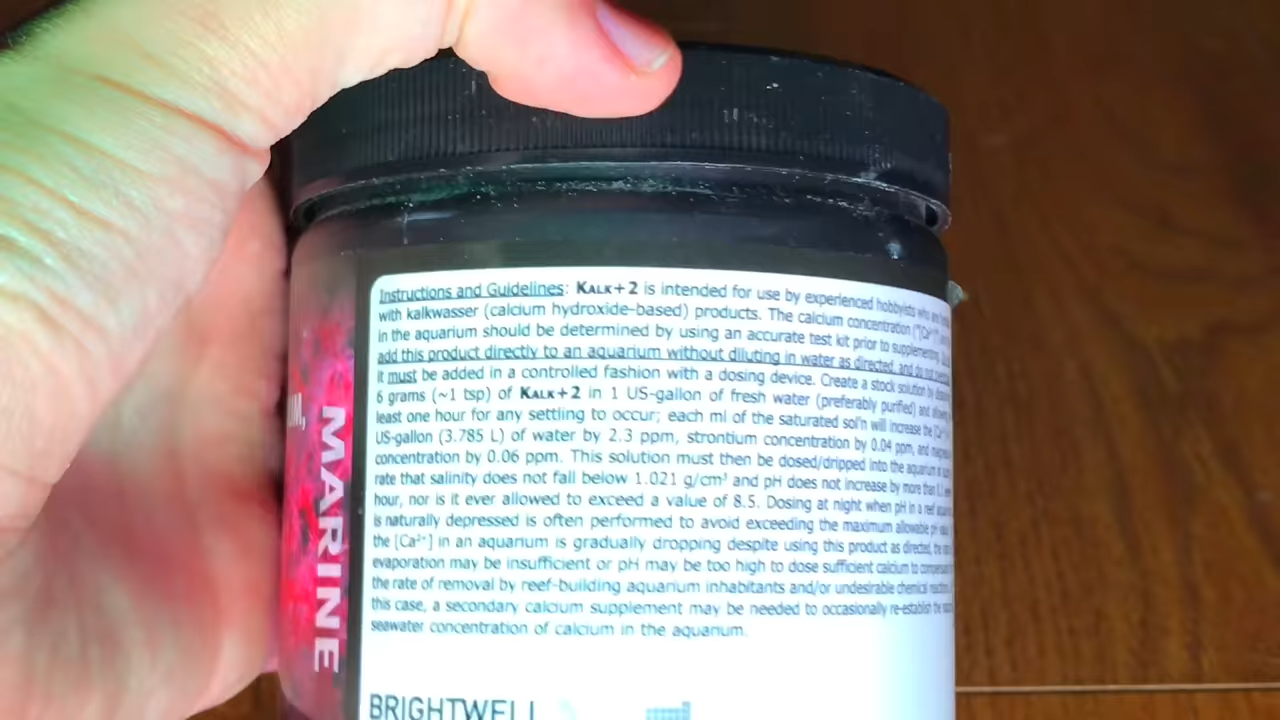 Instructions and Guidelines: KALK+2 is intended for use by experienced hobbyists who are
with kalkwasser (calcium hydroxide-based) products. The calcium concentration ("[Ca²⁺]"
in the aquarium should be determined by using an accurate test kit prior to supplementing.
add this product directly to an aquarium without diluting in water as directed, and do not
It must be added in a controlled fashion with a dosing device. Create a stock solution by
6 grams (~1 tsp) of KALK+2 in 1 US-gallon of fresh water (preferably purified) and
least one hour for any settling to occur; each ml of the saturated sol'n will increase the
US-gallon (3.785 L) of water by 2.3 ppm, strontium concentration by 0.04 ppm, and
concentration by 0.06 ppm. This solution must then be dosed/dripped into the aquarium at
rate that salinity does not fall below 1.021 g/cm³ and pH does not increase by more than
hour, nor is it ever allowed to exceed a value of 8.5. Dosing at night when pH in a reef
is naturally depressed is often performed to avoid exceeding the maximum allowable pH
the [Ca²⁺] in an aquarium is gradually dropping despite using this product as directed, the
evaporation may be insufficient or pH may be too high to dose sufficient calcium to
the rate of removal by reef-building aquarium inhabitants and/or undesirable chemical
this case, a secondary calcium supplement may be needed to occasionally re-establish the
seawater concentration of calcium in the aquarium.
BRIGHTWELL
MARINE